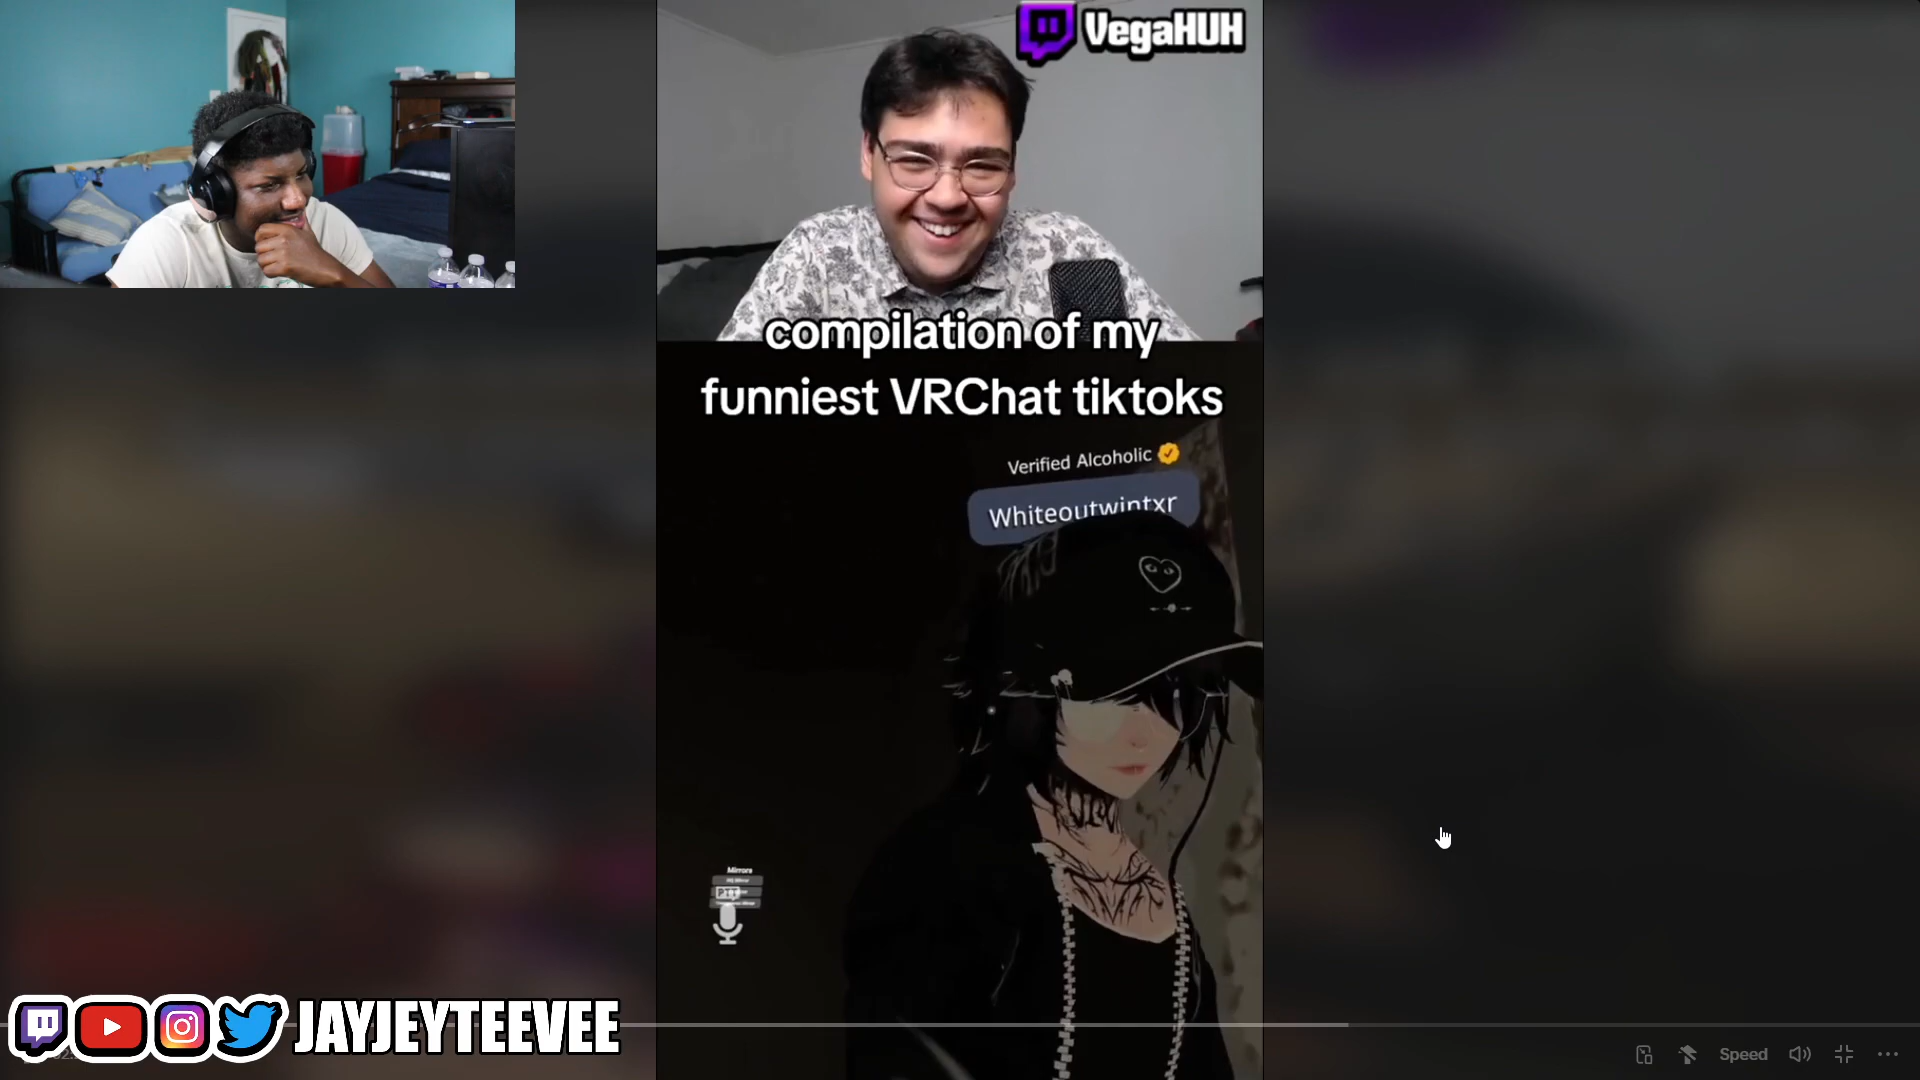 VegaHUH
compilation of my
funniest VRChat tiktoks
Verified Alcoholic
Whiteoutwintxr
Mirrors
JAYJEYTEEVEE
Speed